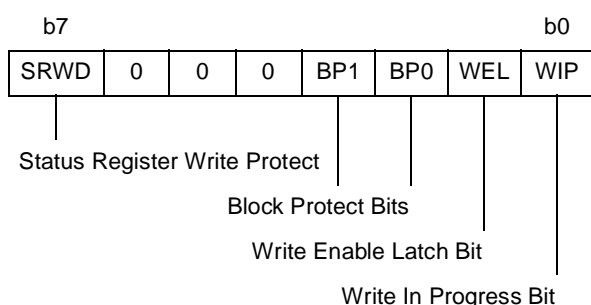 b7 b0
SRWD 0 0 0 BP1 BP0 WEL WIP
Status Register Write Protect
Block Protect Bits
Write Enable Latch Bit
Write In Progress Bit